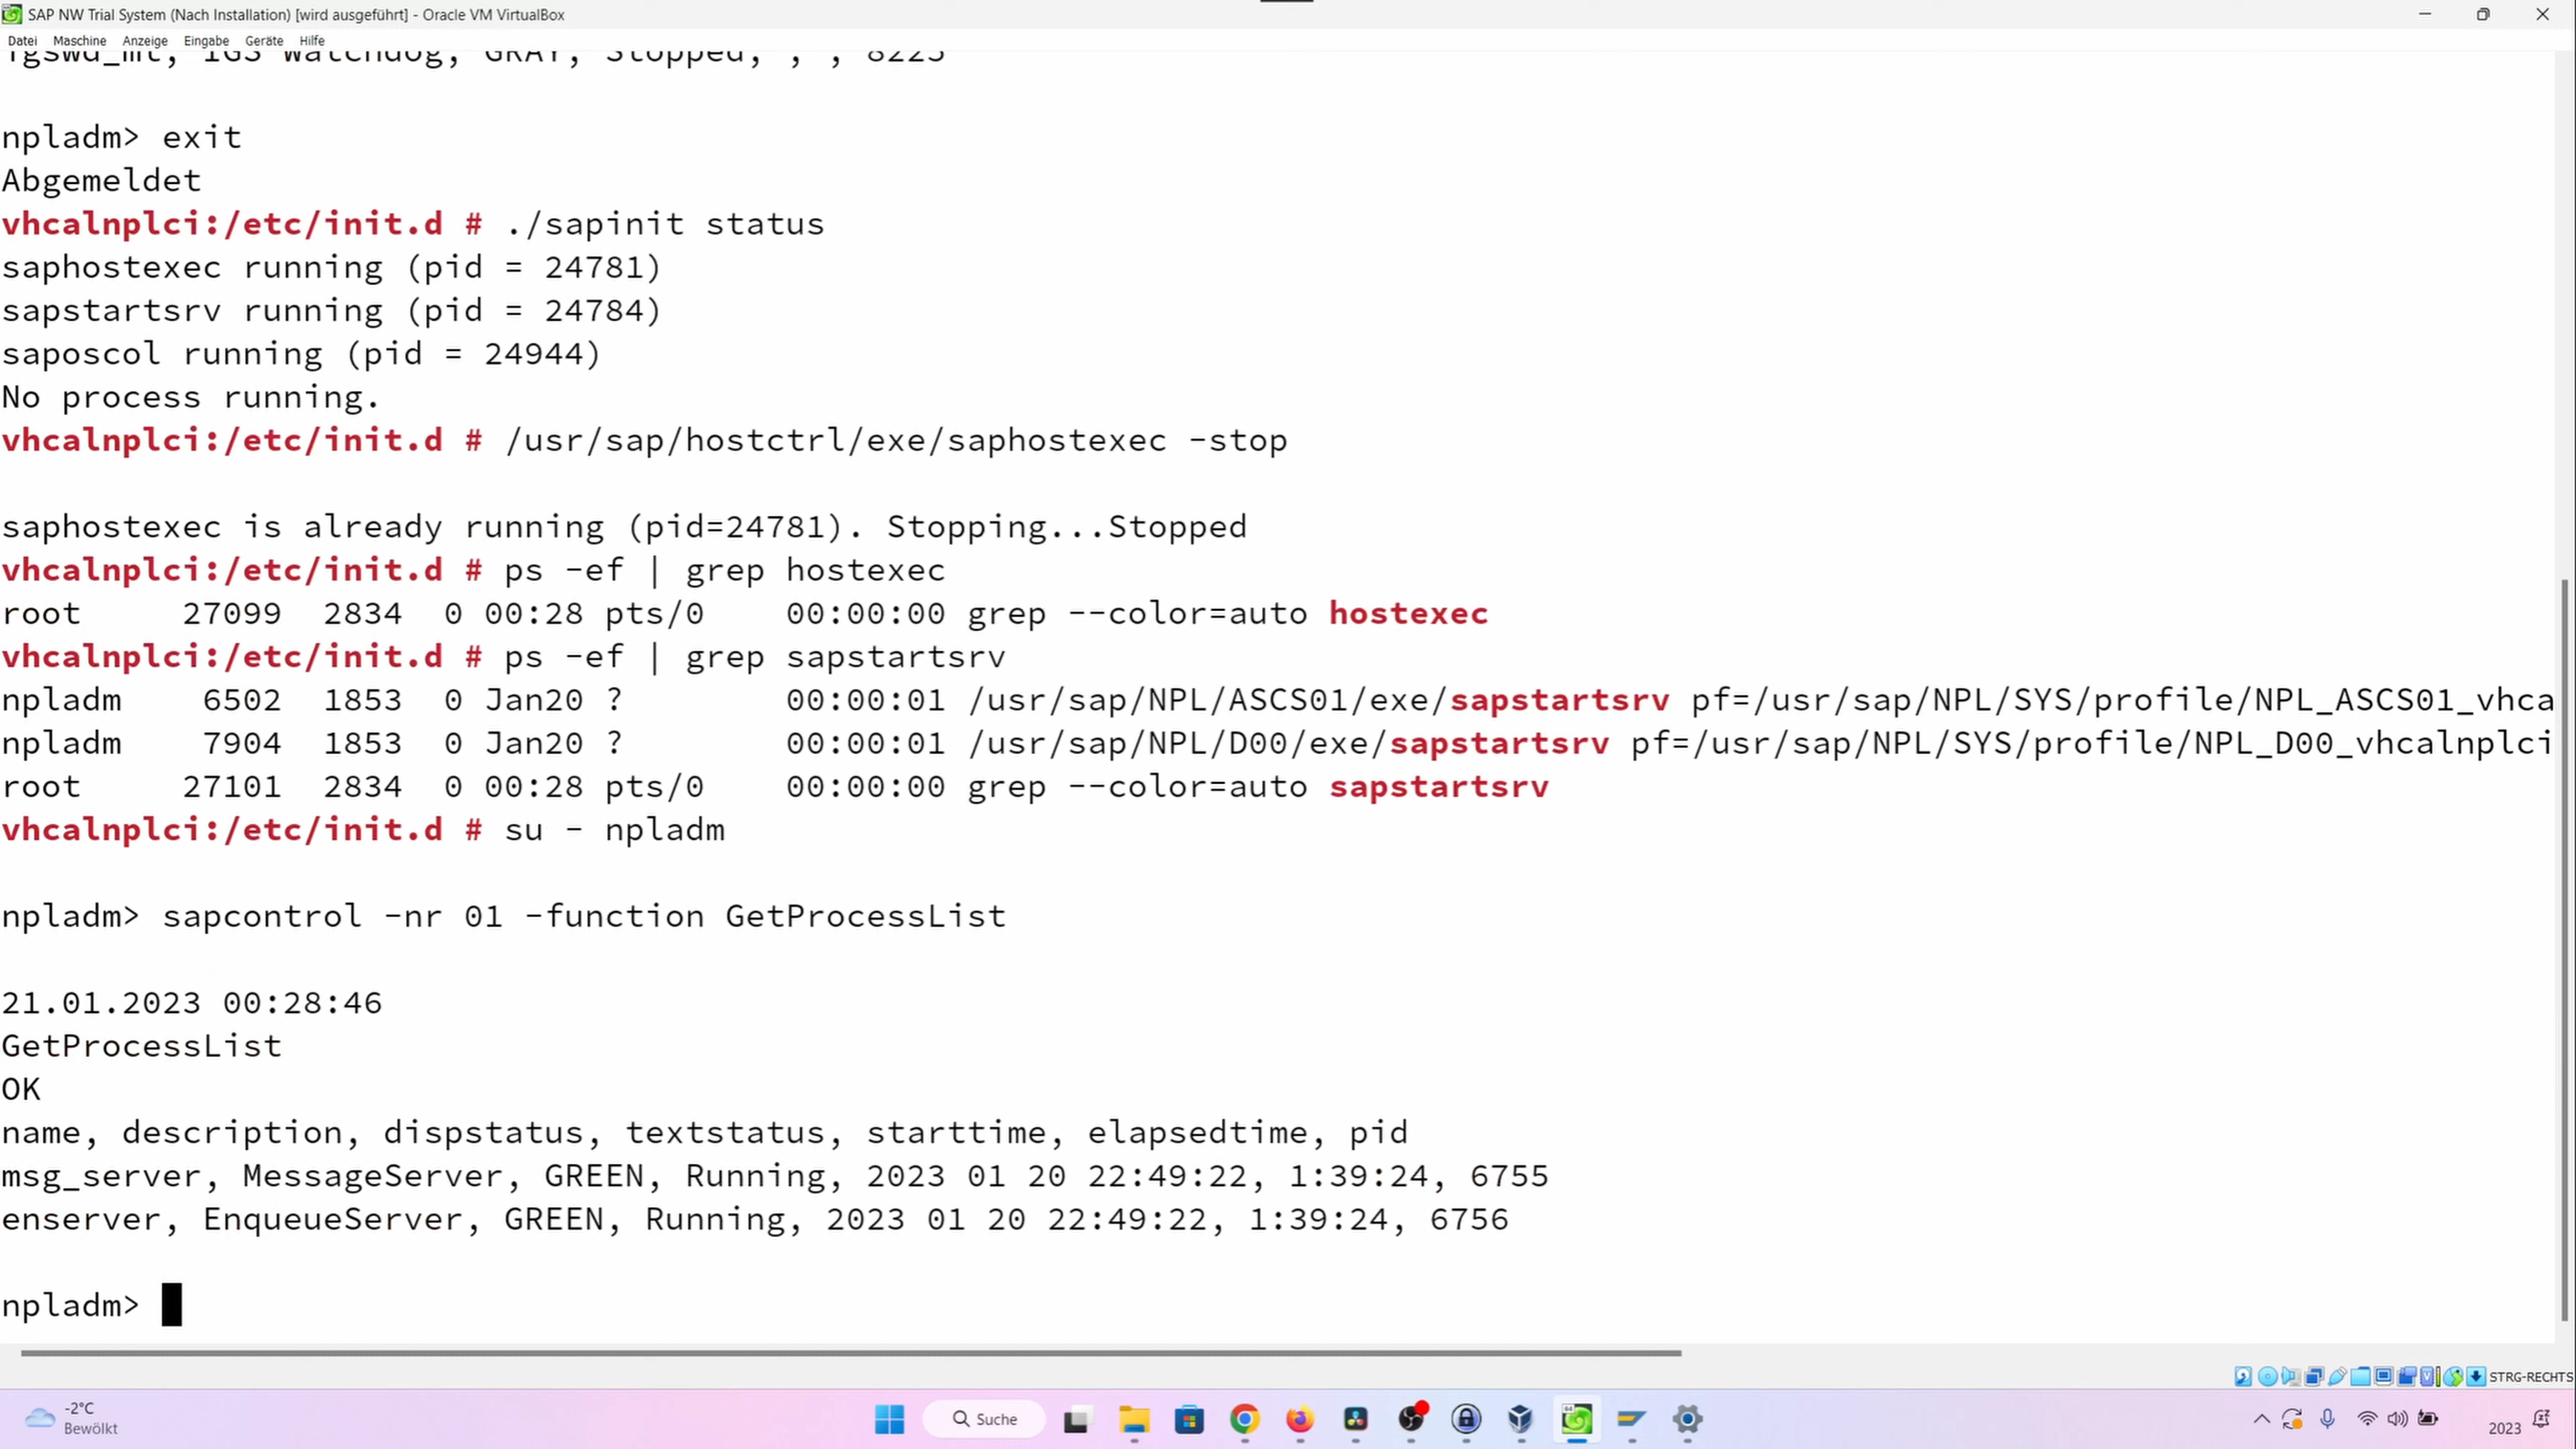 SAP NW Trial System (Nach Installation) [wird ausgeführt] - Oracle VM VirtualBox
Datei Maschine Anzeige Eingabe Geräte Hilfe
igswd_mt, IGS Watchdog, GRAY, Stopped, , , 8225
npladm> exit
Abgemeldet
vhcalnplci:/etc/init.d # ./sapinit status
saphostexec running (pid = 24781)
sapstartsrv running (pid = 24784)
saposcol running (pid = 24944)
No process running.
vhcalnplci:/etc/init.d # /usr/sap/hostctrl/exe/saphostexec -stop
saphostexec is already running (pid=24781). Stopping...Stopped
vhcalnplci:/etc/init.d # ps -ef | grep hostexec
root 27099 2834 0 00:28 pts/0 00:00:00 grep --color=auto hostexec
vhcalnplci:/etc/init.d # ps -ef | grep sapstartsrv
npladm 6502 1853 0 Jan20 ? 00:00:01 /usr/sap/NPL/ASCS01/exe/sapstartsrv pf=/usr/sap/NPL/SYS/profile/NPL_ASCS01_vhca
npladm 7904 1853 0 Jan20 ? 00:00:01 /usr/sap/NPL/D00/exe/sapstartsrv pf=/usr/sap/NPL/SYS/profile/NPL_D00_vhcalnplci
root 27101 2834 0 00:28 pts/0 00:00:00 grep --color=auto sapstartsrv
vhcalnplci:/etc/init.d # su - npladm
npladm> sapcontrol -nr 01 -function GetProcessList
21.01.2023 00:28:46
GetProcessList
OK
name, description, dispstatus, textstatus, starttime, elapsedtime, pid
msg_server, MessageServer, GREEN, Running, 2023 01 20 22:49:22, 1:39:24, 6755
enserver, EnqueueServer, GREEN, Running, 2023 01 20 22:49:22, 1:39:24, 6756
npladm>
STRG-RECHTS
-2°C
Bewölkt
Suche
2023